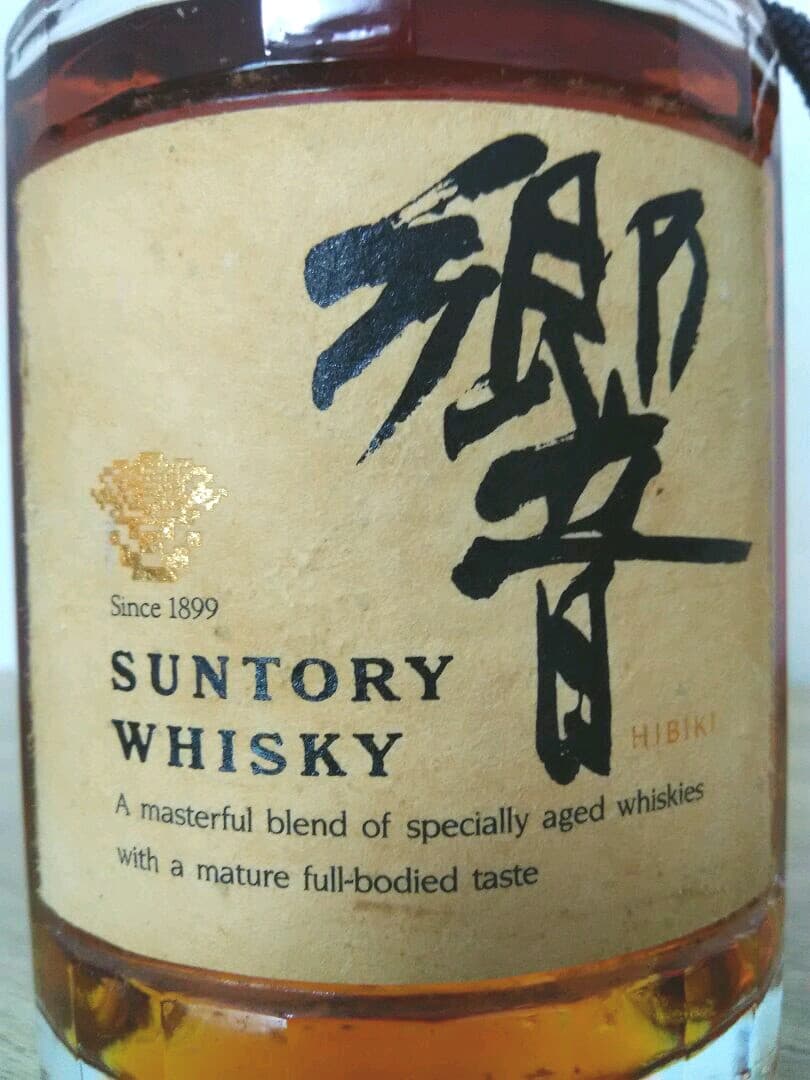 響
Since 1899
SUNTORY
WHISKY
HIBIKI
A masterful blend of specially aged whiskies
with a mature full-bodied taste